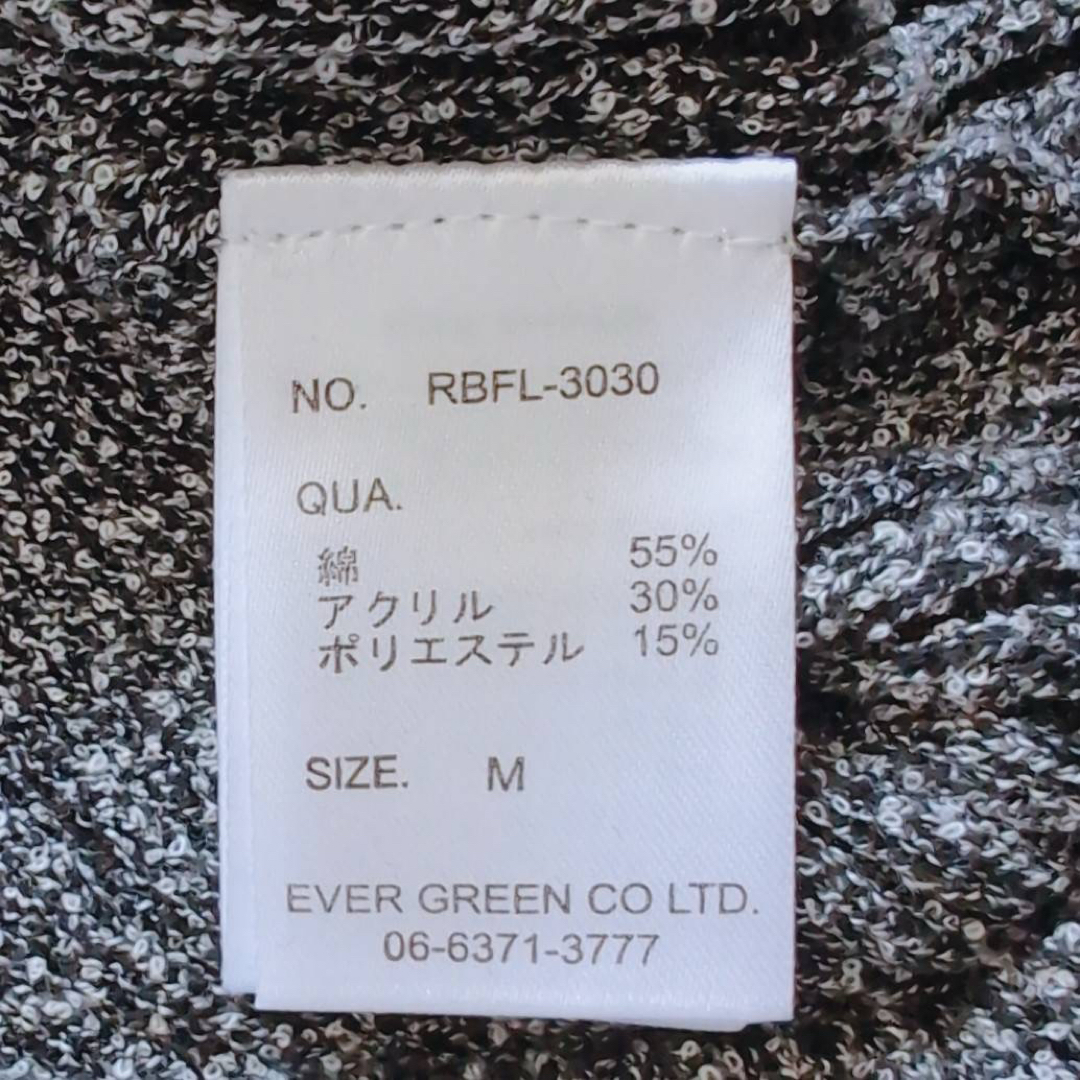 NO. RBFL-3030
QUA.
綿 55%
アクリル 30%
ポリエステル 15%
SIZE. M
EVER GREEN CO LTD.
06-6371-3777